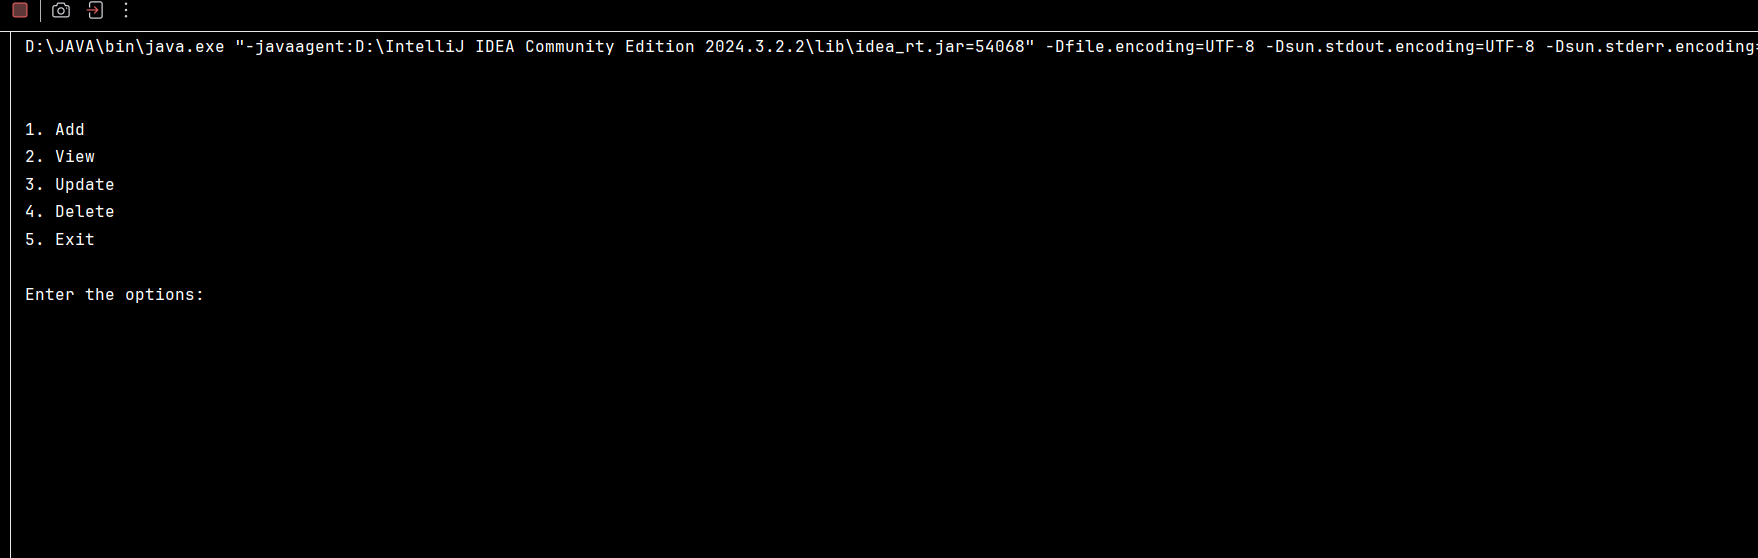 D:\JAVA\bin\java.exe "-javaagent:D:\IntelliJ IDEA Community Edition 2024.3.2.2\lib\idea_rt.jar=54068" -Dfile.encoding=UTF-8 -Dsun.stdout.encoding=UTF-8 -Dsun.stderr.encoding=
1. Add
2. View
3. Update
4. Delete
5. Exit
Enter the options: